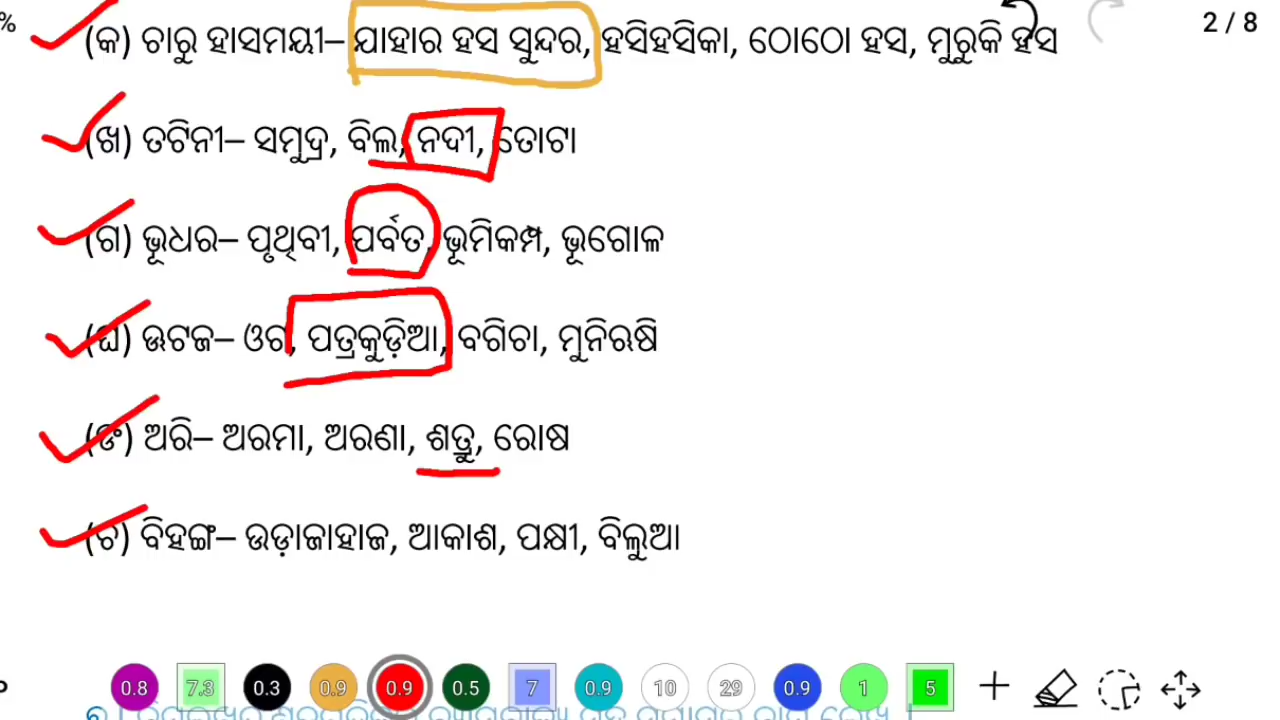 %
2 / 8
(କ) ଚାରୁ ହାସମୟୀ– ଯାହାର ହସ ସୁନ୍ଦର, ହସିହସିକା, ଠୋଠୋ ହସ, ମୁରୁକି ହସ
(ଖ) ତଟିନୀ– ସମୁଦ୍ର, ବିଲ, ନଦୀ, ତୋଟା
(ଗ) ଭୂଧର– ପୃଥିବୀ, ପର୍ବତ, ଭୂମିକମ୍ପ, ଭୂଗୋଳ
(ଘ) ଊଟଜ– ଓଟ, ପତ୍ରକୁଡ଼ିଆ, ବଗିଚା, ମୁନିଋଷି
(ଙ) ଅରି– ଅରମା, ଅରଣା, ଶତ୍ରୁ, ରୋଷ
(ଚ) ବିହଙ୍ଗ– ଉଡ଼ାଜାହାଜ, ଆକାଶ, ପକ୍ଷୀ, ବିଲୁଆ
0.8 7.3 0.3 0.9 0.9 0.5 7 0.9 10 29 0.9 1 5